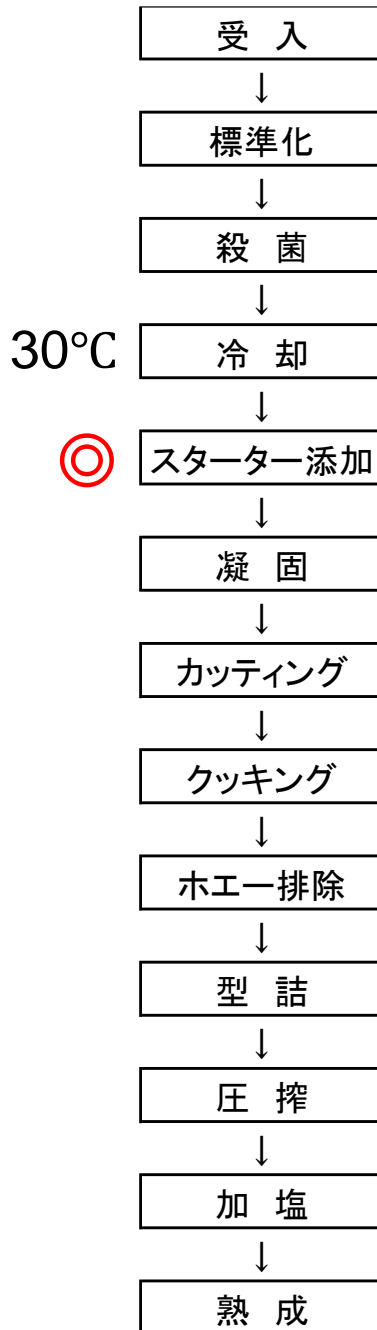 受 入
↓
標準化
↓
殺 菌
↓
30℃ 冷 却
↓
◎ スターター添加
↓
凝 固
↓
カッティング
↓
クッキング
↓
ホエー排除
↓
型 詰
↓
圧 搾
↓
加 塩
↓
熟 成